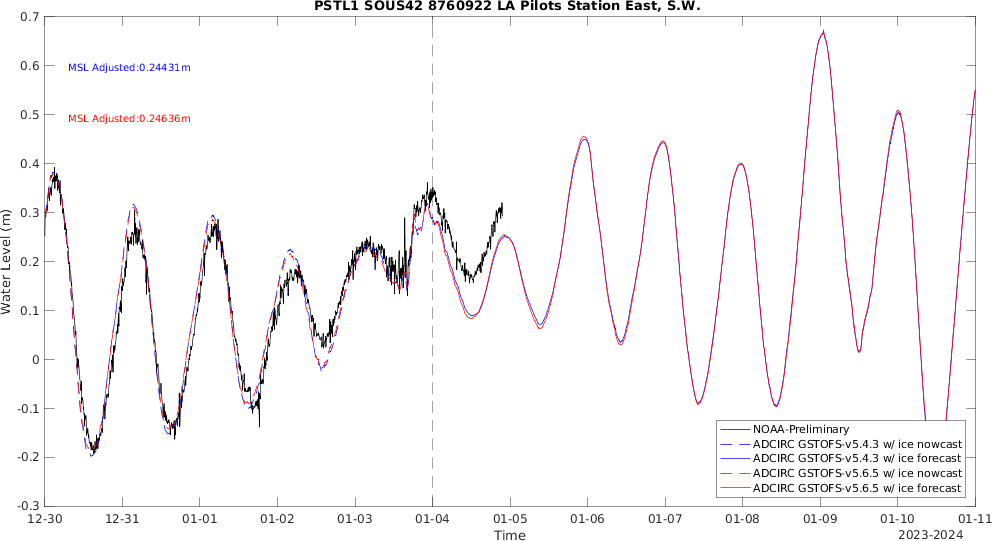 PSTL1 SOUS42 8760922 LA Pilots Station East, S.W.
0.7
0.6
0.5
0.4
0.3
0.2
0.1
0
-0.1
-0.2
-0.3
Water Level (m)
MSL Adjusted:0.24431m
MSL Adjusted:0.24636m
NOAA-Preliminary
ADCIRC GSTOFS-v5.4.3 w/ ice nowcast
ADCIRC GSTOFS-v5.4.3 w/ ice forecast
ADCIRC GSTOFS-v5.6.5 w/ ice nowcast
ADCIRC GSTOFS-v5.6.5 w/ ice forecast
12-30 12-31 01-01 01-02 01-03 01-04 01-05 01-06 01-07 01-08 01-09 01-10 01-11
Time
2023-2024